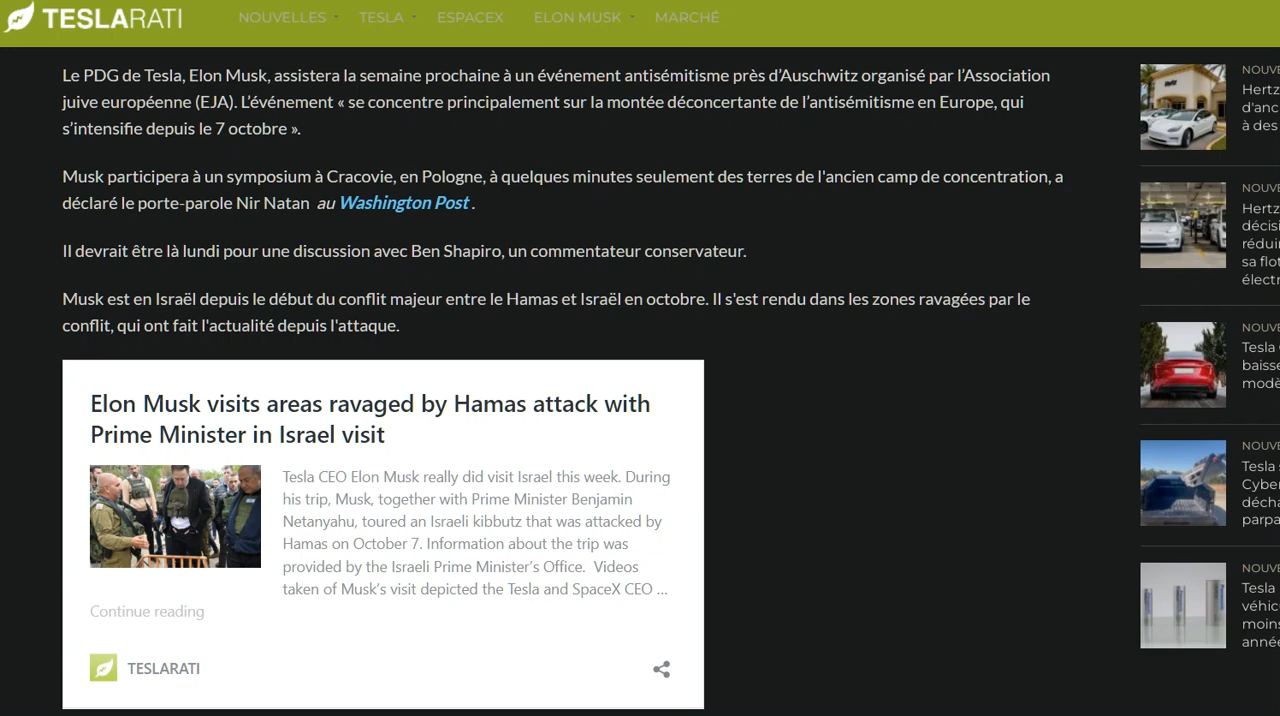 TESLARATI
NOUVELLES
TESLA
ESPACEX
ELON MUSK
MARCHÉ
Le PDG de Tesla, Elon Musk, assistera la semaine prochaine à un événement antisémitisme près d’Auschwitz organisé par l’Association
juive européenne (EJA). L’événement « se concentre principalement sur la montée déconcertante de l’antisémitisme en Europe, qui
s’intensifie depuis le 7 octobre ».
Musk participera à un symposium à Cracovie, en Pologne, à quelques minutes seulement des terres de l'ancien camp de concentration, a
déclaré le porte-parole Nir Natan au Washington Post .
Il devrait être là lundi pour une discussion avec Ben Shapiro, un commentateur conservateur.
Musk est en Israël depuis le début du conflit majeur entre le Hamas et Israël en octobre. Il s'est rendu dans les zones ravagées par le
conflit, qui ont fait l'actualité depuis l'attaque.
Elon Musk visits areas ravaged by Hamas attack with
Prime Minister in Israel visit
Tesla CEO Elon Musk really did visit Israel this week. During
his trip, Musk, together with Prime Minister Benjamin
Netanyahu, toured an Israeli kibbutz that was attacked by
Hamas on October 7. Information about the trip was
provided by the Israeli Prime Minister’s Office. Videos
taken of Musk’s visit depicted the Tesla and SpaceX CEO ...
Continue reading
TESLARATI
NOUVE
Hertz
d'anc
à des
NOUVE
Hertz
décisi
réduir
sa flot
électr
NOUVE
Tesla
baisse
modè
NOUVE
Tesla s
Cyber
décha
parpa
NOUVE
Tesla
véhic
moins
année